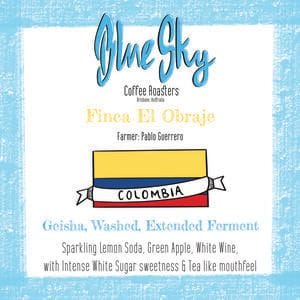 Blue Sky
Coffee Roasters
Brisbane, Australia
Finca El Obraje
Farmer: Pablo Guerrero
COLOMBIA
Geisha, Washed, Extended Ferment
Sparkling Lemon Soda, Green Apple, White Wine,
with Intense White Sugar sweetness & Tea like mouthfeel